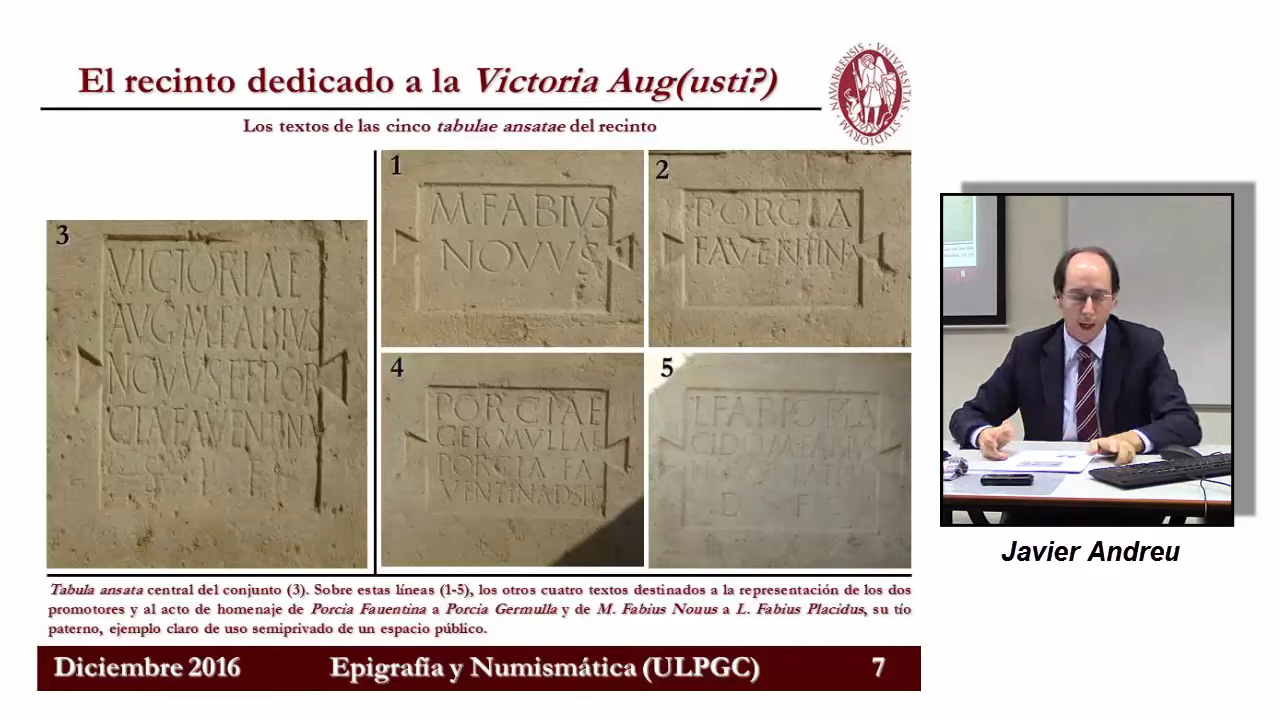 El recinto dedicado a la Victoria Aug(usti?)
Los textos de las cinco tabulae ansatae del recinto
NAVARRENSIS · VNIVERSITAS · STVDIORVM
3
VICTORIAE
AVG M FABIVS
NOVVS ET POR
CIA FAVENTINA
1
M FABIVS
NOVVS
2
PORCIA
FAVENTINA
4
PORCIAE
GERMVLLAE
PORCIA FA
VENTINA D S F C
5
L FABIO PLA
D F
8
Javier Andreu
Tabula ansata central del conjunto (3). Sobre estas líneas (1-5), los otros cuatro textos destinados a la representación de los dos
promotores y al acto de homenaje de Porcia Fauentina a Porcia Germulla y de M. Fabius Nouus a L. Fabius Placidus, su tío
paterno, ejemplo claro de uso semiprivado de un espacio público.
Diciembre 2016 Epigrafía y Numismática (ULPGC) 7